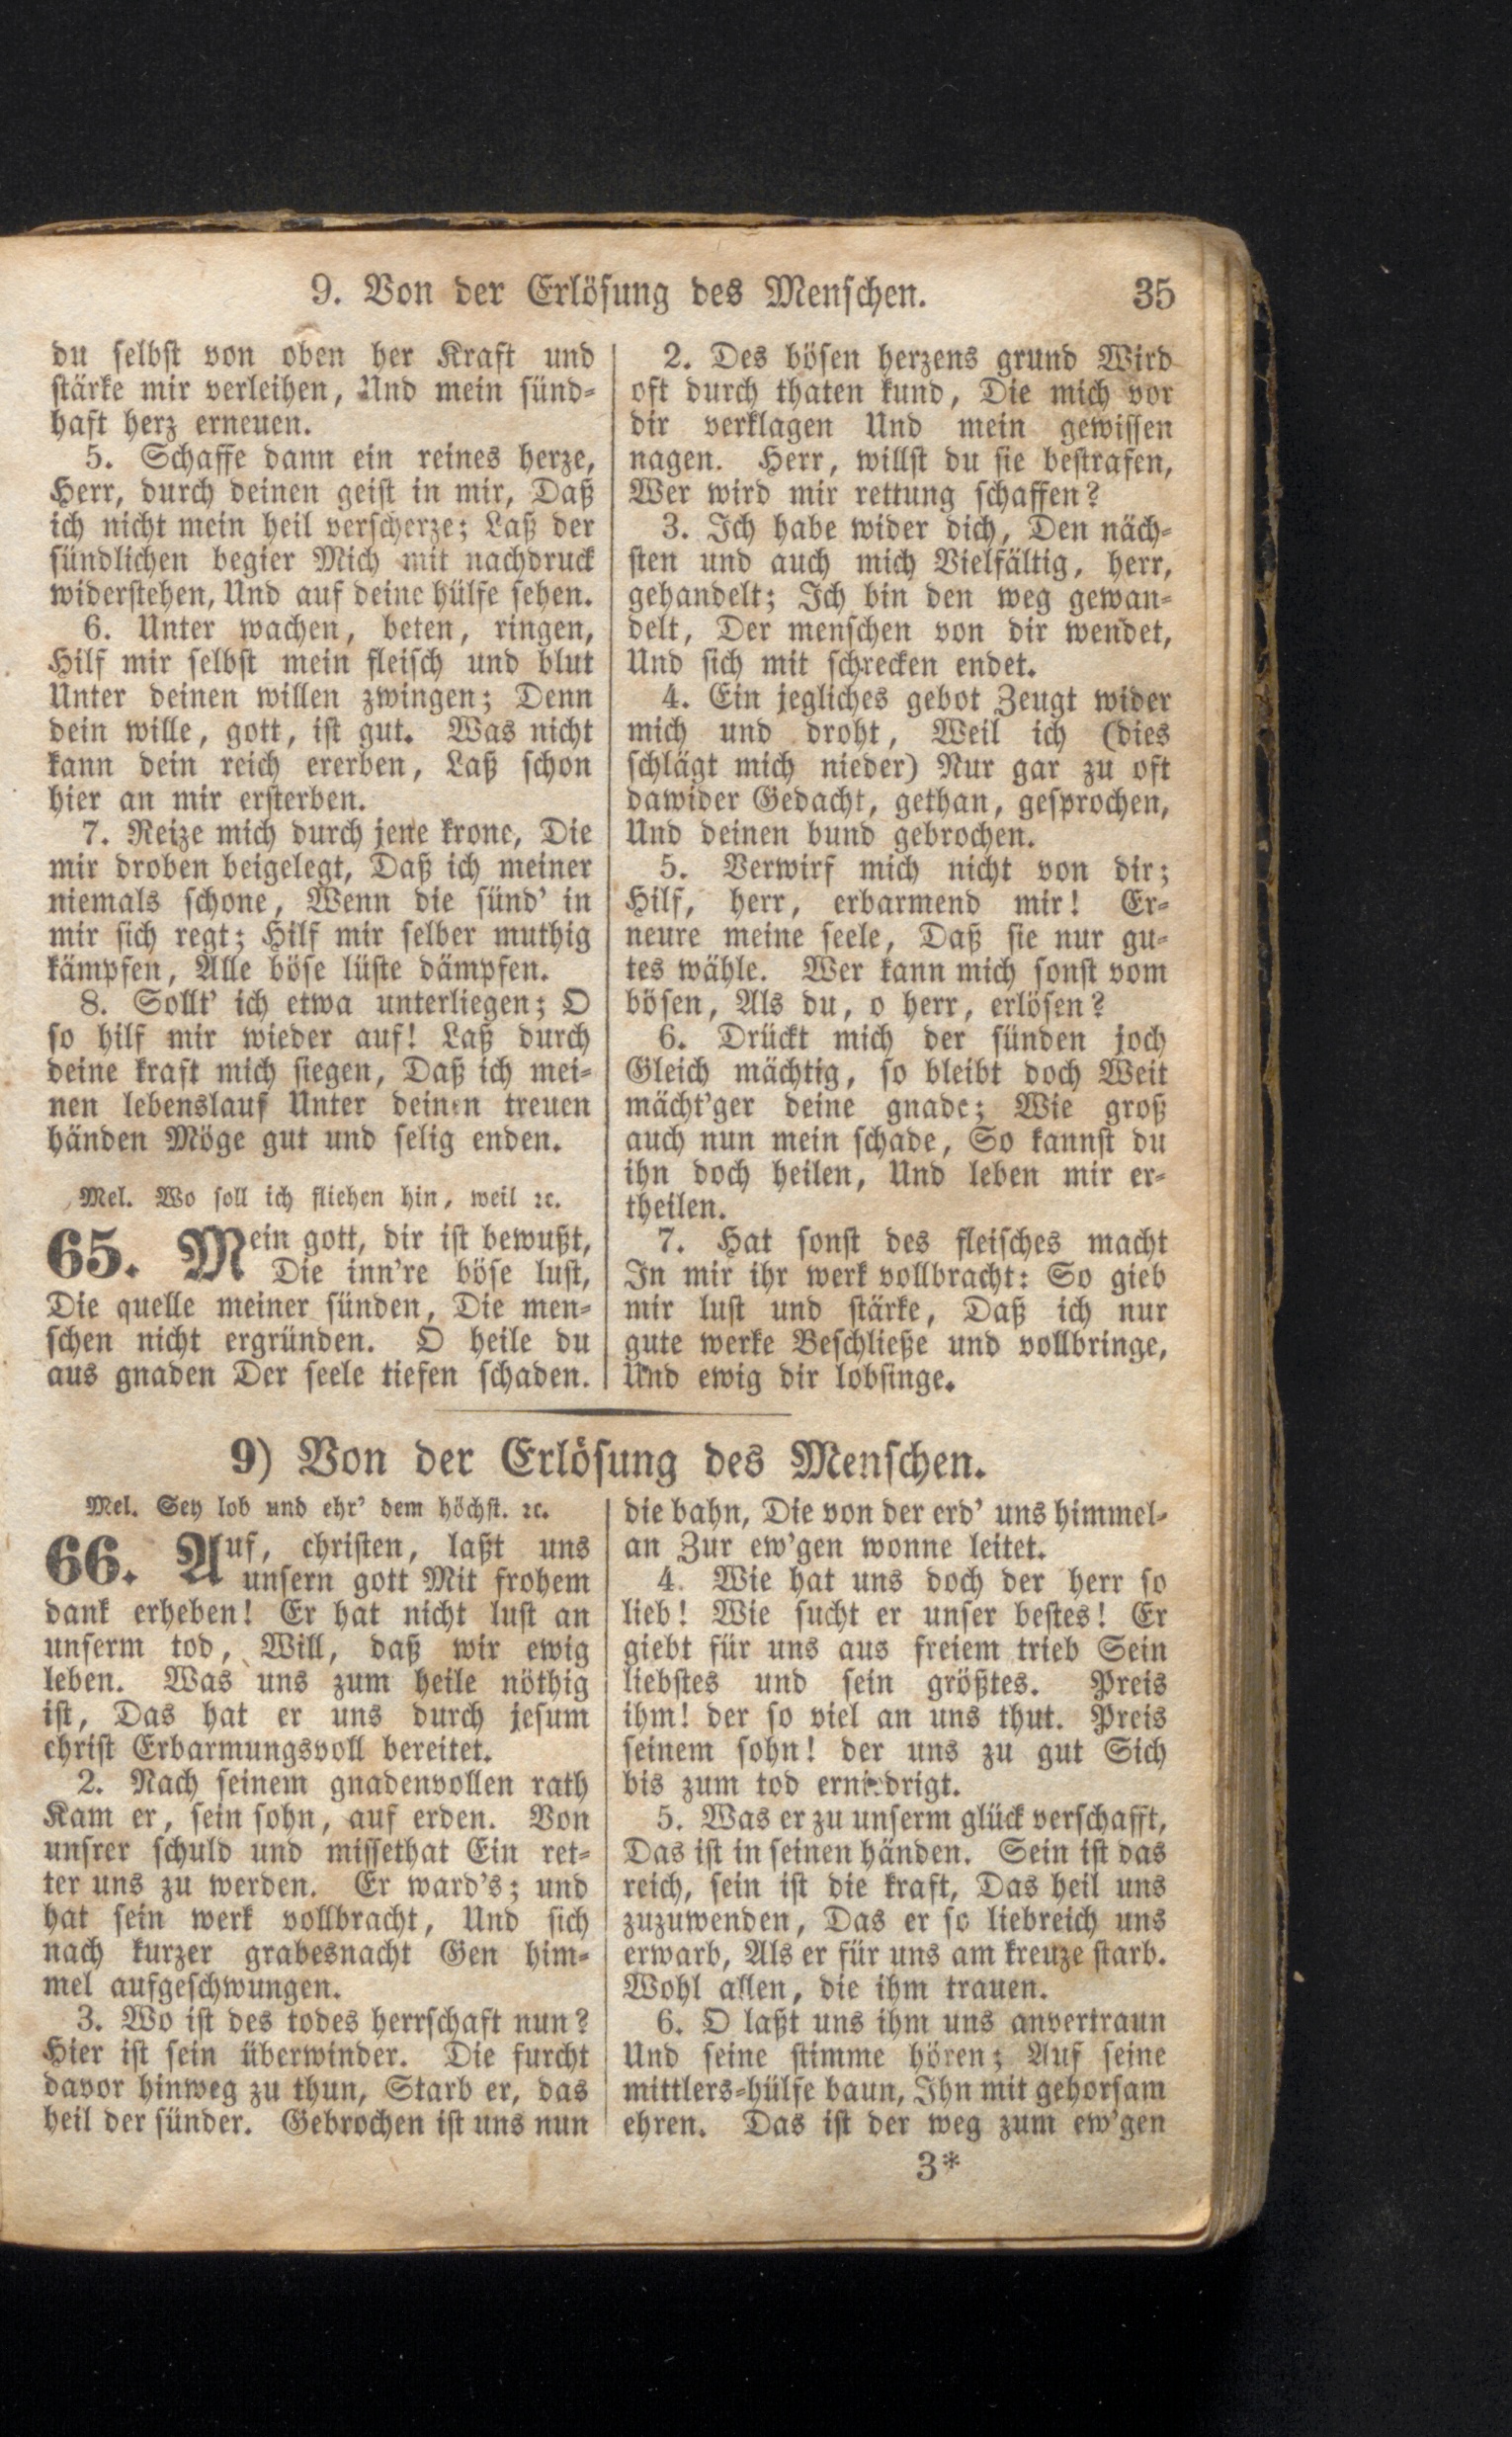 9. Von der Erlösung des Menschen. 35
du selbst von oben her Kraft und
stärke mir verleihen, Und mein sünd-
haft herz erneuen.
5. Schaffe dann ein reines herze,
Herr, durch deinen geist in mir, Daß
ich nicht mein heil verscherze; Laß der
sündlichen begier Mich mit nachdruck
widerstehen, Und auf deine hülfe sehen.
6. Unter wachen, beten, ringen,
Hilf mir selbst mein fleisch und blut
Unter deinen willen zwingen; Denn
dein wille, gott, ist gut. Was nicht
kann dein reich ererben, Laß schon
hier an mir ersterben.
7. Reize mich durch jene krone, Die
mir droben beigelegt, Daß ich meiner
niemals schone, Wenn die sünd' in
mir sich regt; Hilf mir selber muthig
kämpfen, Alle böse lüste dämpfen.
8. Sollt' ich etwa unterliegen; O
so hilf mir wieder auf! Laß durch
deine kraft mich siegen, Daß ich mei-
nen lebenslauf Unter deinen treuen
händen Möge gut und selig enden.
Mel. Wo soll ich fliehen hin, weil ꝛc.
65. Mein gott, dir ist bewußt,
Die inn're böse lust,
Die quelle meiner sünden, Die men-
schen nicht ergründen. O heile du
aus gnaden Der seele tiefen schaden.
2. Des bösen herzens grund Wird
oft durch thaten kund, Die mich vor
dir verklagen Und mein gewissen
nagen. Herr, willst du sie bestrafen,
Wer wird mir rettung schaffen?
3. Ich habe wider dich, Den näch-
sten und auch mich Vielfältig, herr,
gehandelt; Ich bin den weg gewan-
delt, Der menschen von dir wendet,
Und sich mit schrecken endet.
4. Ein jegliches gebot Zeugt wider
mich und droht, Weil ich (dies
schlägt mich nieder) Nur gar zu oft
dawider Gedacht, gethan, gesprochen,
Und deinen bund gebrochen.
5. Verwirf mich nicht von dir;
Hilf, herr, erbarmend mir! Er-
neure meine seele, Daß sie nur gu-
tes wähle. Wer kann mich sonst vom
bösen, Als du, o herr, erlösen?
6. Drückt mich der sünden joch
Gleich mächtig, so bleibt doch Weit
mächt'ger deine gnade; Wie groß
auch nun mein schade, So kannst du
ihn doch heilen, Und leben mir er-
theilen.
7. Hat sonst des fleisches macht
In mir ihr werk vollbracht: So gieb
mir lust und stärke, Daß ich nur
gute werke Beschließe und vollbringe,
Und ewig dir lobsinge.
9) Von der Erlösung des Menschen.
Mel. Sey lob und ehr' dem höchst. ꝛc.
66. Auf, christen, laßt uns
unsern gott Mit frohem
dank erheben! Er hat nicht lust an
unserm tod, Will, daß wir ewig
leben. Was uns zum heile nöthig
ist, Das hat er uns durch jesum
christ Erbarmungsvoll bereitet.
2. Nach seinem gnadenvollen rath
Kam er, sein sohn, auf erden. Von
unsrer schuld und missethat Ein ret-
ter uns zu werden. Er ward's; und
hat sein werk vollbracht, Und sich
nach kurzer grabesnacht Gen him-
mel aufgeschwungen.
3. Wo ist des todes herrschaft nun?
Hier ist sein überwinder. Die furcht
davor hinweg zu thun, Starb er, das
heil der sünder. Gebrochen ist uns nun
die bahn, Die von der erd' uns himmel-
an Zur ew'gen wonne leitet.
4. Wie hat uns doch der herr so
lieb! Wie sucht er unser bestes! Er
giebt für uns aus freiem trieb Sein
liebstes und sein größtes. Preis
ihm! der so viel an uns thut. Preis
seinem sohn! der uns zu gut Sich
bis zum tod erniedrigt.
5. Was er zu unserm glück verschafft,
Das ist in seinen händen. Sein ist das
reich, sein ist die kraft, Das heil uns
zuzuwenden, Das er so liebreich uns
erwarb, Als er für uns am kreuze starb.
Wohl allen, die ihm trauen.
6. O laßt uns ihm uns anvertraun
Und seine stimme hören; Auf seine
mittlers-hülfe baun, Ihn mit gehorsam
ehren. Das ist der weg zum ew'gen
3*